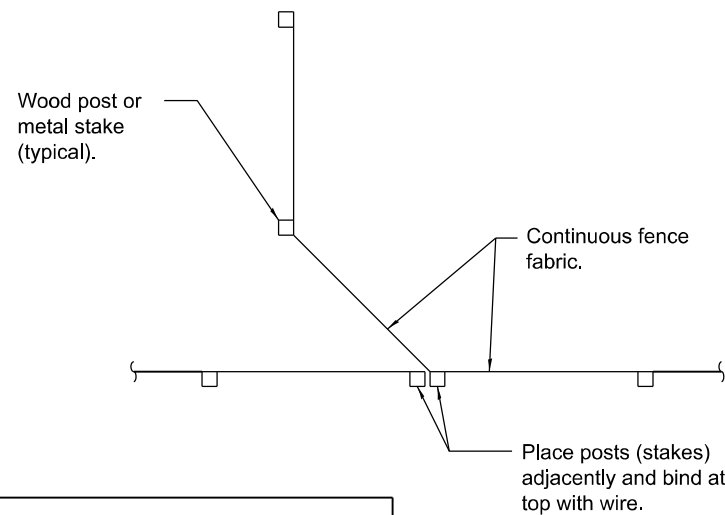 Wood post or
metal stake
(typical).
Continuous fence
fabric.
Place posts (stakes)
adjacently and bind at
top with wire.